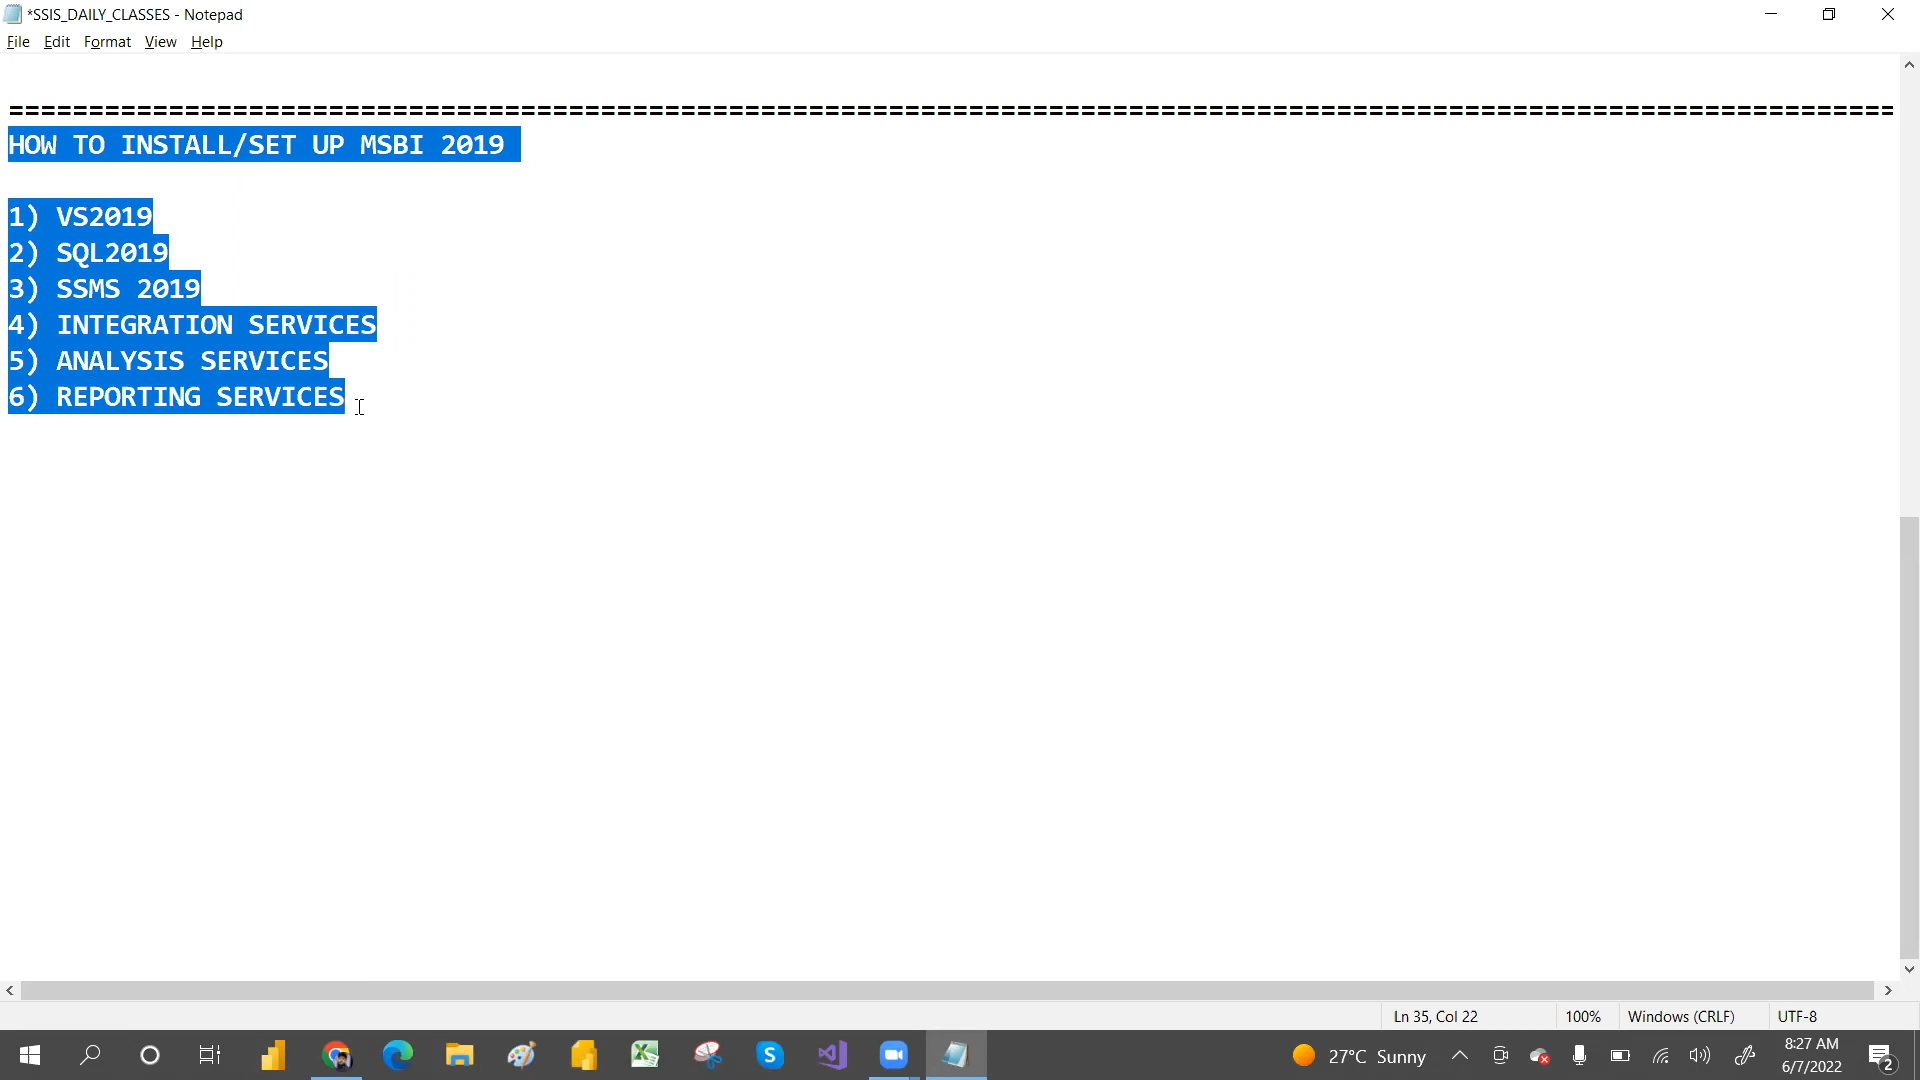 *SSIS_DAILY_CLASSES - Notepad
File Edit Format View Help
======================================================================================================================
HOW TO INSTALL/SET UP MSBI 2019
1) VS2019
2) SQL2019
3) SSMS 2019
4) INTEGRATION SERVICES
5) ANALYSIS SERVICES
6) REPORTING SERVICES
Ln 35, Col 22 100% Windows (CRLF) UTF-8
27°C Sunny
8:27 AM
6/7/2022
2